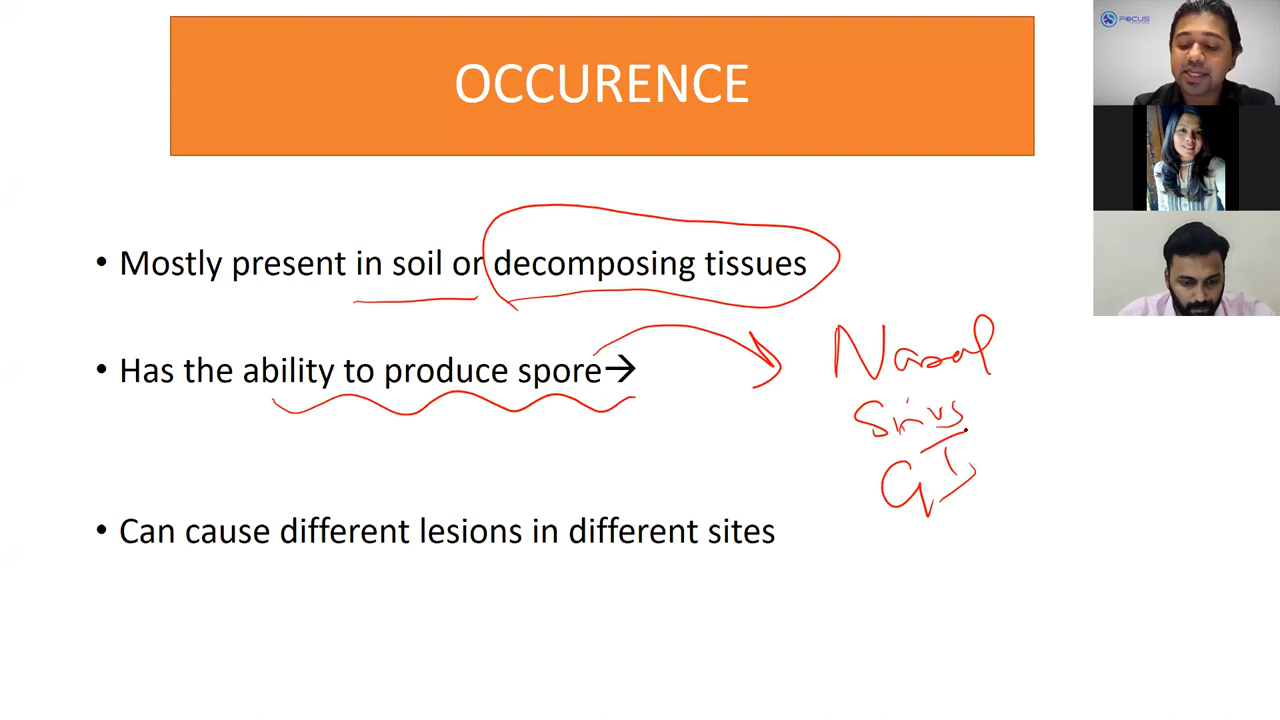 OCCURENCE
FOCUS
• Mostly present in soil or decomposing tissues
• Has the ability to produce spore→
Nasal
Sinus
GI
• Can cause different lesions in different sites